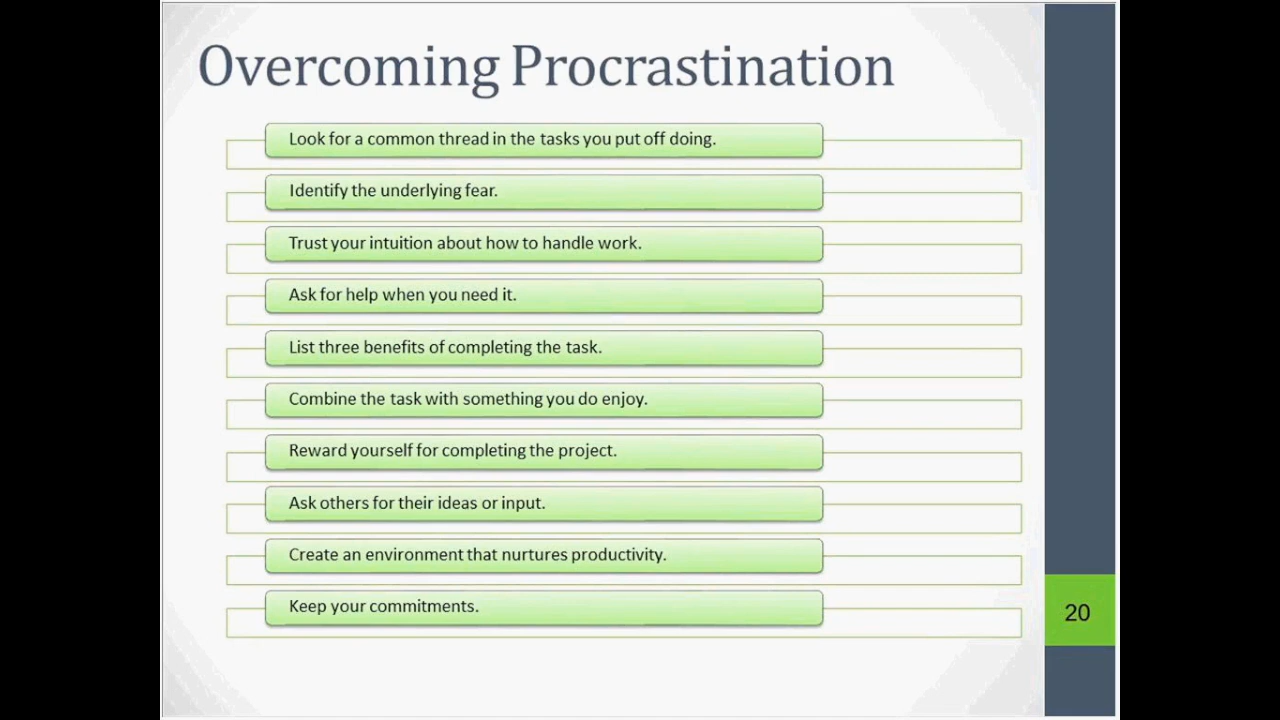 Overcoming Procrastination
Look for a common thread in the tasks you put off doing.
Identify the underlying fear.
Trust your intuition about how to handle work.
Ask for help when you need it.
List three benefits of completing the task.
Combine the task with something you do enjoy.
Reward yourself for completing the project.
Ask others for their ideas or input.
Create an environment that nurtures productivity.
Keep your commitments.
20